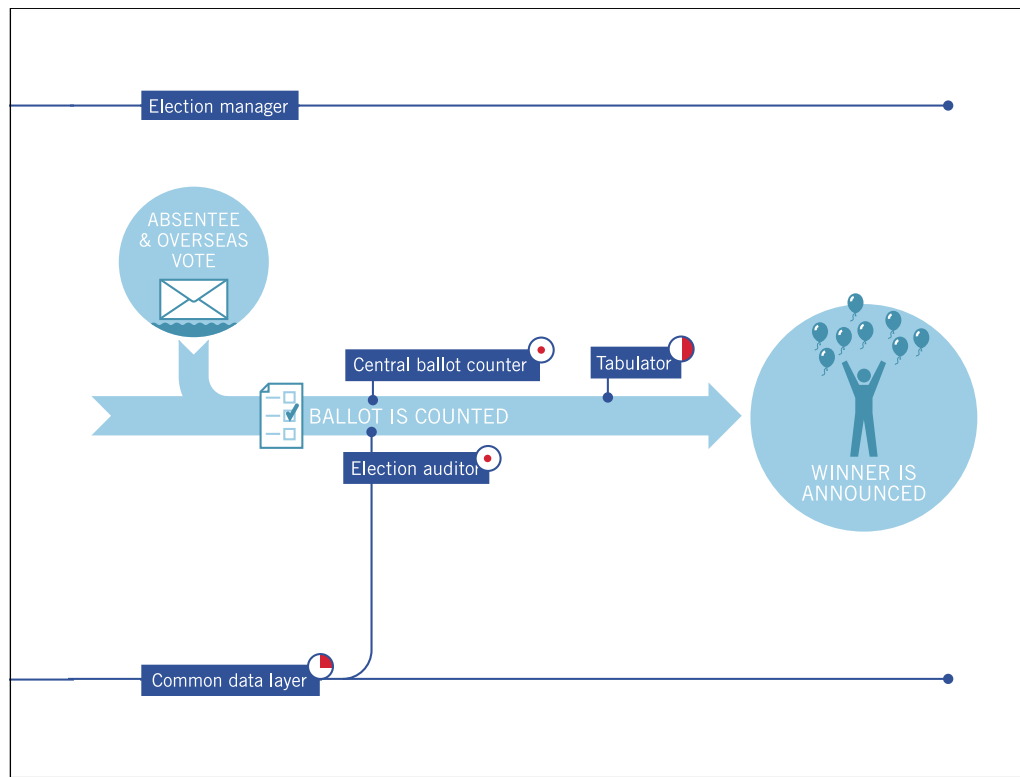 Election manager
ABSENTEE
& OVERSEAS
VOTE
Central ballot counter
Tabulator
BALLOT IS COUNTED
Election auditor
WINNER IS
ANNOUNCED
Common data layer